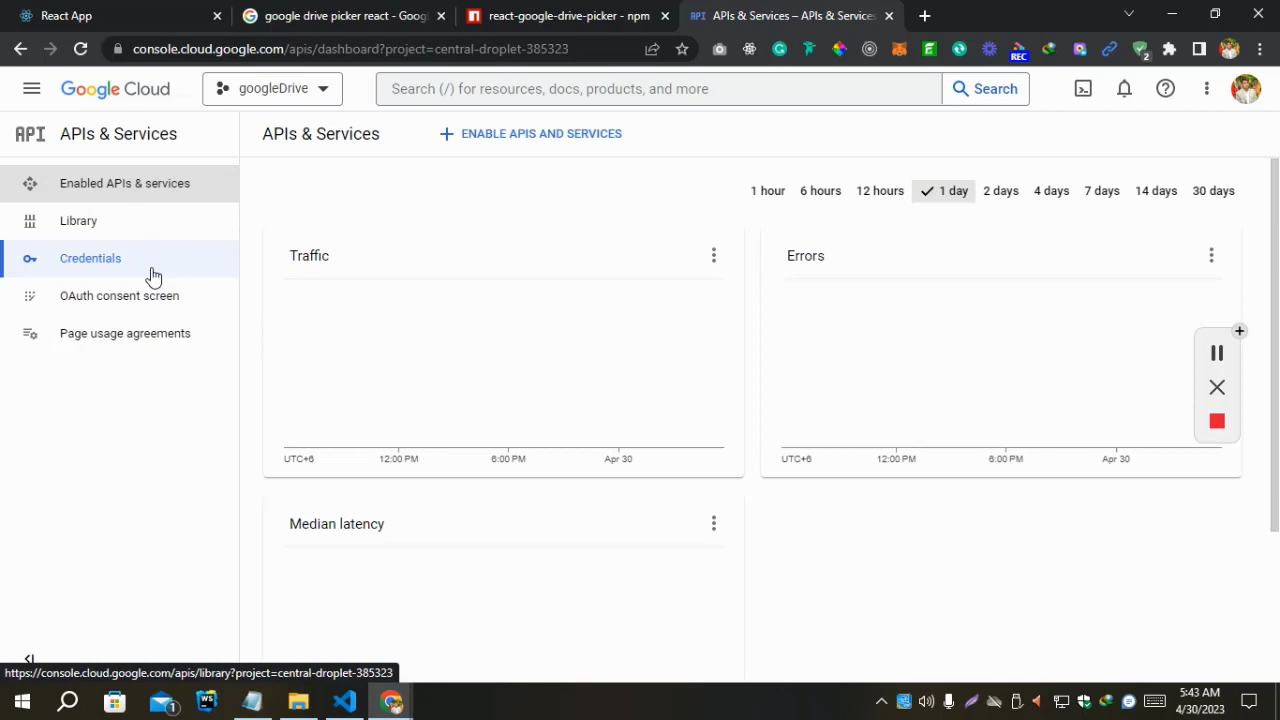 React App
google drive picker react - Goog
react-google-drive-picker - npm
API APIs & Services – APIs & Services
console.cloud.google.com/apis/dashboard?project=central-droplet-385323
REC
2
Google Cloud
googleDrive
Search (/) for resources, docs, products, and more
Search
API APIs & Services
APIs & Services
ENABLE APIS AND SERVICES
Enabled APIs & services
Library
Credentials
OAuth consent screen
Page usage agreements
1 hour 6 hours 12 hours 1 day 2 days 4 days 7 days 14 days 30 days
Traffic
UTC+6 12:00 PM 6:00 PM Apr 30
Errors
UTC+6 12:00 PM 6:00 PM Apr 30
Median latency
https://console.cloud.google.com/apis/library?project=central-droplet-385323
1
WS
5:43 AM
4/30/2023